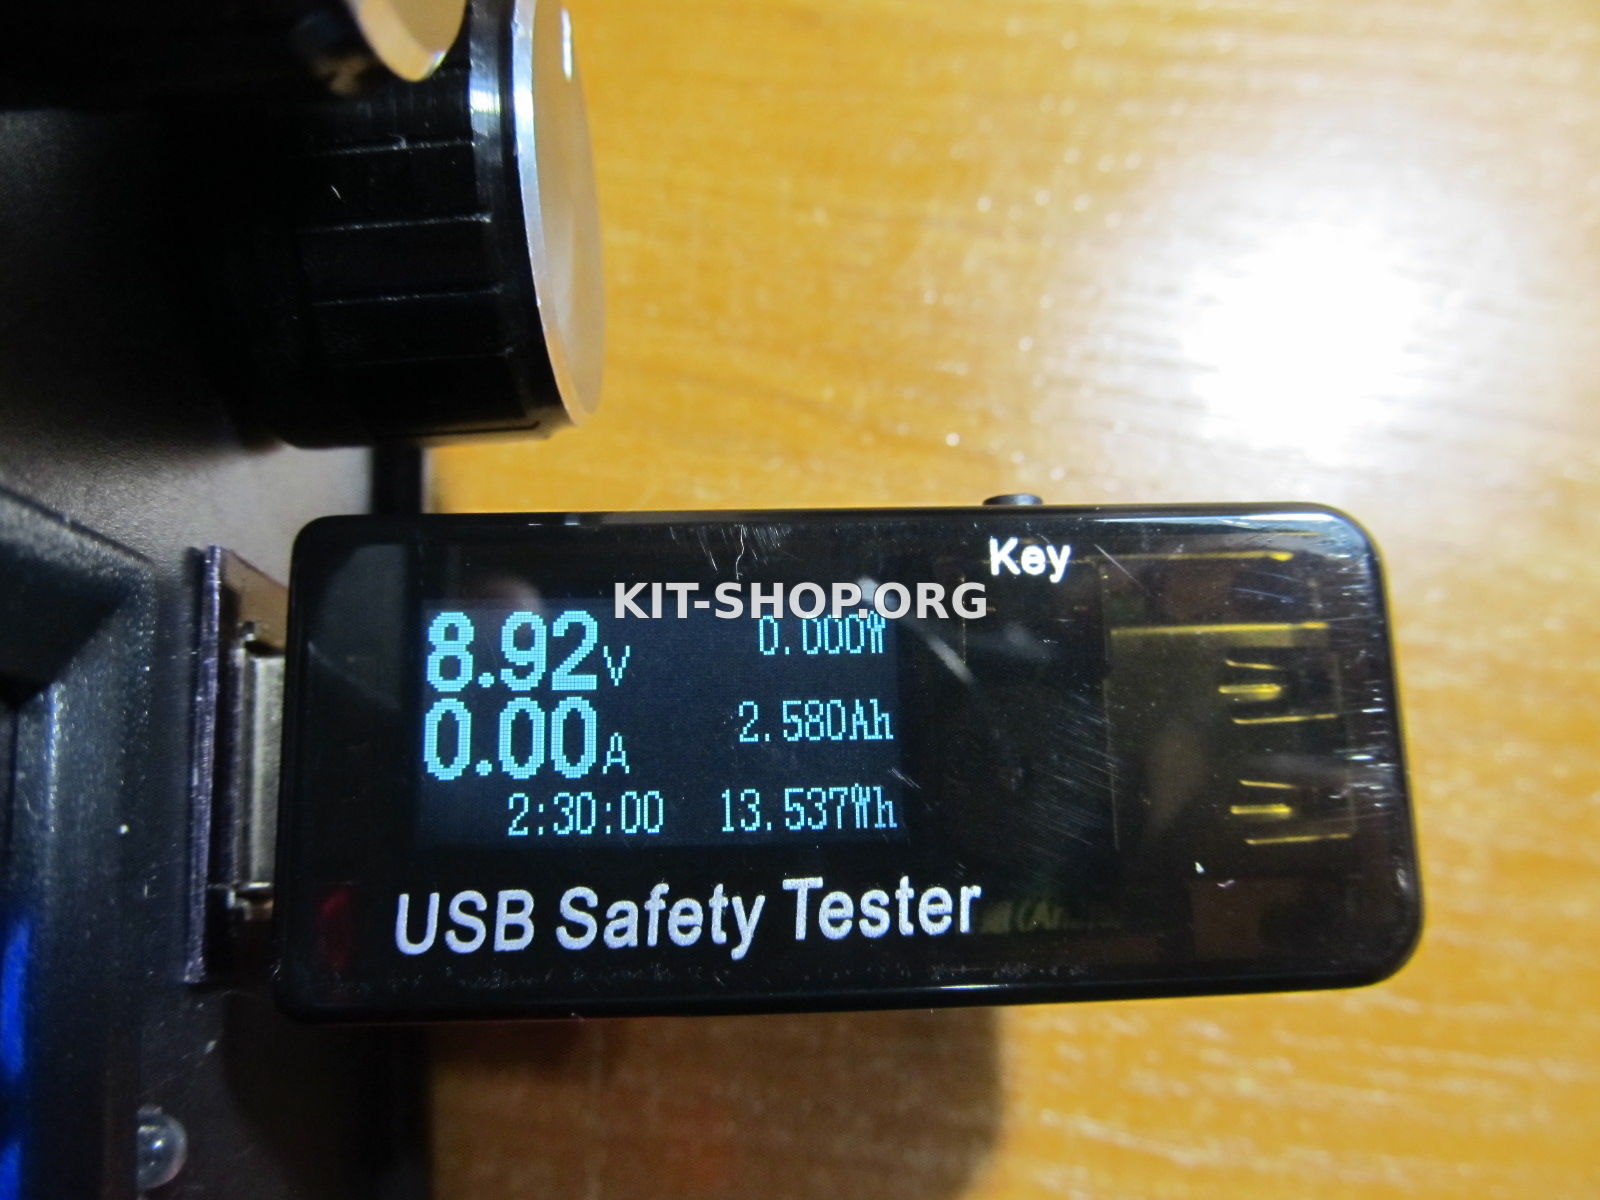 Key
KIT-SHOP.ORG
8.92V 0.000W
0.00A 2.580Ah
2:30:00 13.537Wh
USB Safety Tester